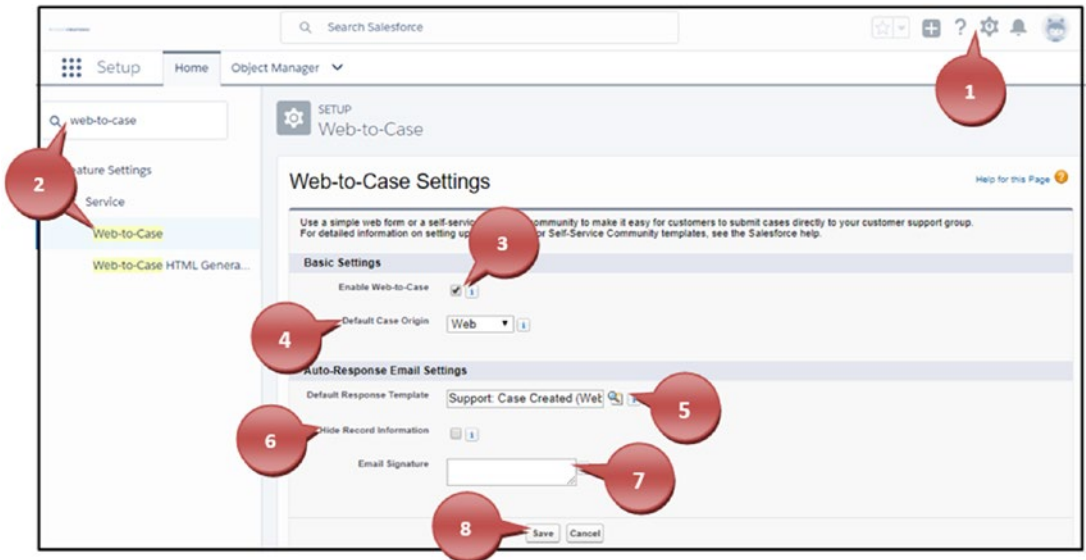 Search Salesforce
1
Setup
Home
Object Manager
web-to-case
SETUP
Web-to-Case
2
ature Settings
Service
Web-to-Case
Web-to-Case HTML Genera...
Web-to-Case Settings
Help for this Page
Use a simple web form or a self-servic ommunity to make it easy for customers to submit cases directly to your customer support group.
For detailed information on setting up or Self-Service Community templates, see the Salesforce help.
3
Basic Settings
Enable Web-to-Case
4
Default Case Origin
Web
Auto-Response Email Settings
Default Response Template
Support: Case Created (Web
5
6
Hide Record Information
Email Signature
7
8
Save
Cancel